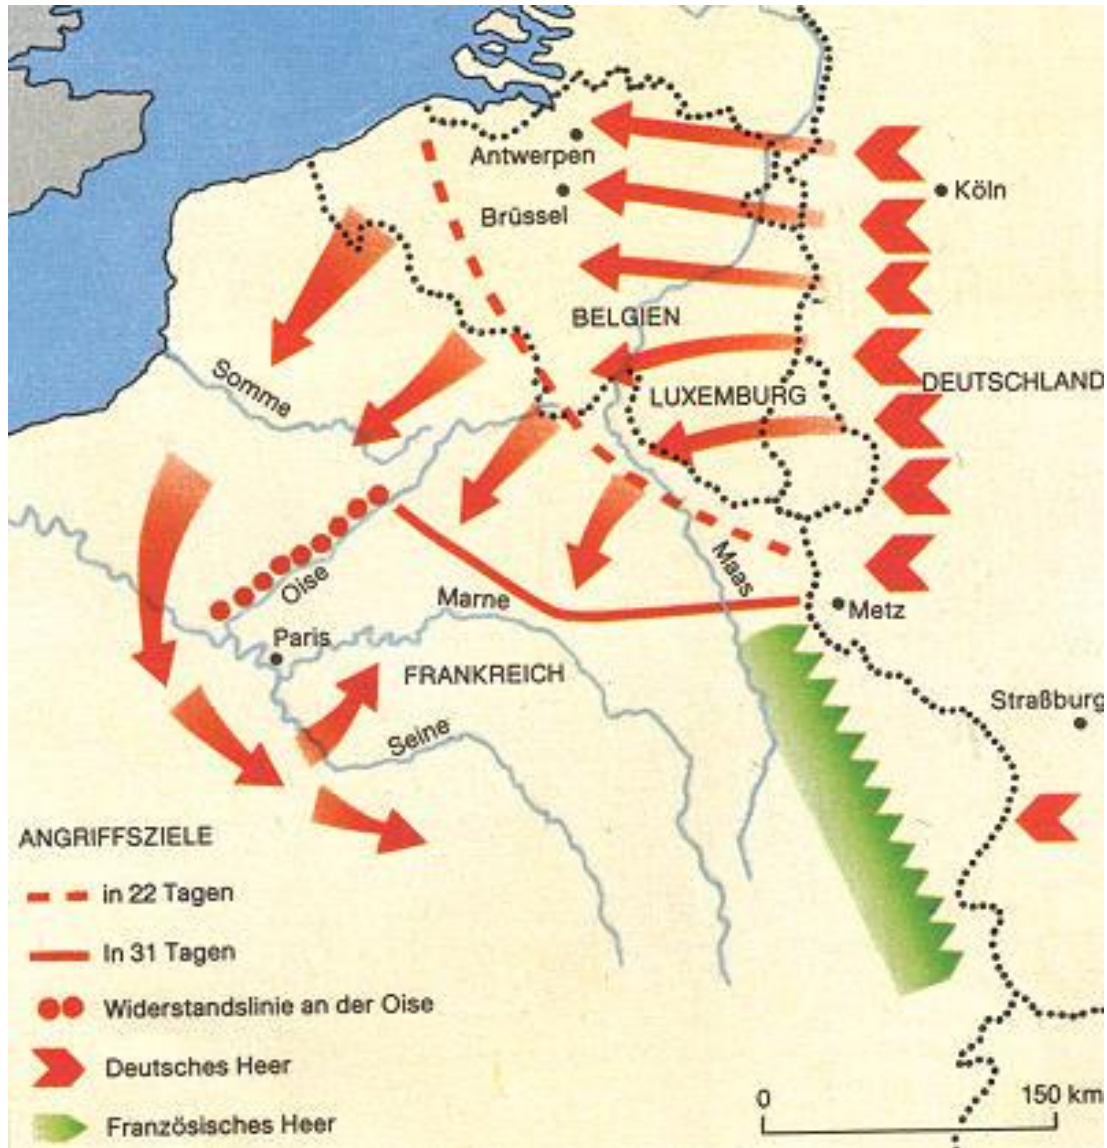 Antwerpen
Köln
Brüssel
BELGIEN
Somme
LUXEMBURG
DEUTSCHLAND
Oise
Maas
Marne
Metz
Paris
FRANKREICH
Straßburg
Seine
ANGRIFFSZIELE
in 22 Tagen
In 31 Tagen
Widerstandslinie an der Oise
Deutsches Heer
0 150 km
Französisches Heer